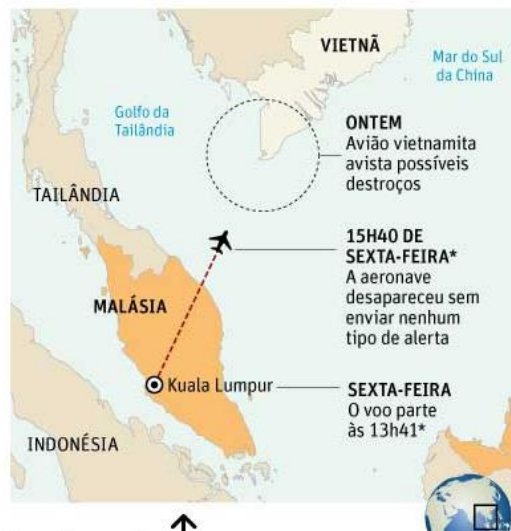 VIETNÃ
Mar do Sul
da China
Golfo da
Tailândia
ONTEM
Avião vietnamita
avista possíveis
destroços
TAILÂNDIA
15H40 DE
SEXTA-FEIRA*
A aeronave
desapareceu sem
enviar nenhum
tipo de alerta
MALÁSIA
Kuala Lumpur
SEXTA-FEIRA
O voo parte
às 13h41*
INDONÉSIA